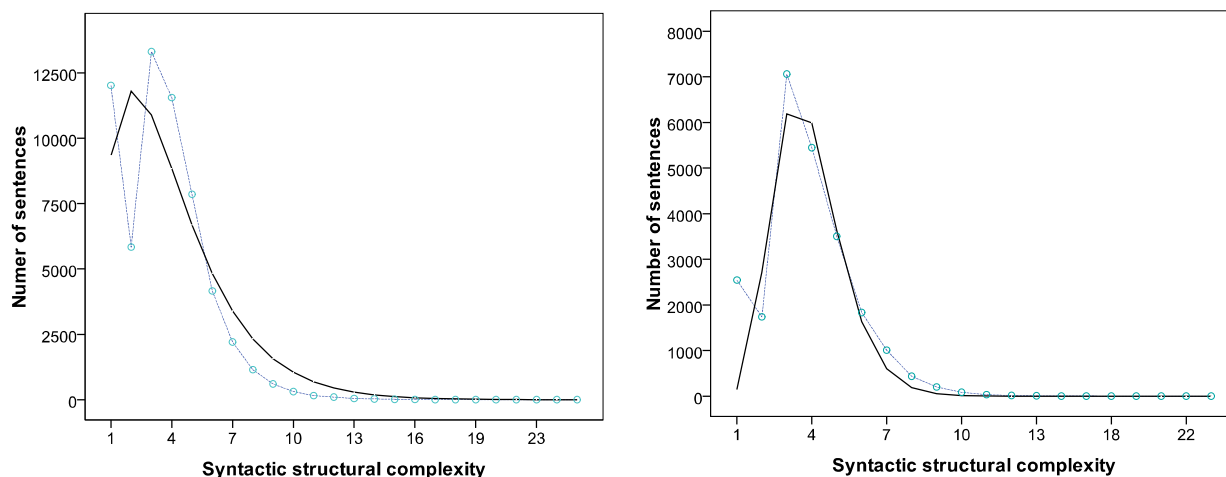 12500
10000
7500
5000
2500
0
Numer of sentences
1 4 7 10 13 16 19 23
Syntactic structural complexity
8000
7000
6000
5000
4000
3000
2000
1000
0
Number of sentences
1 4 7 10 13 18 22
Syntactic structural complexity